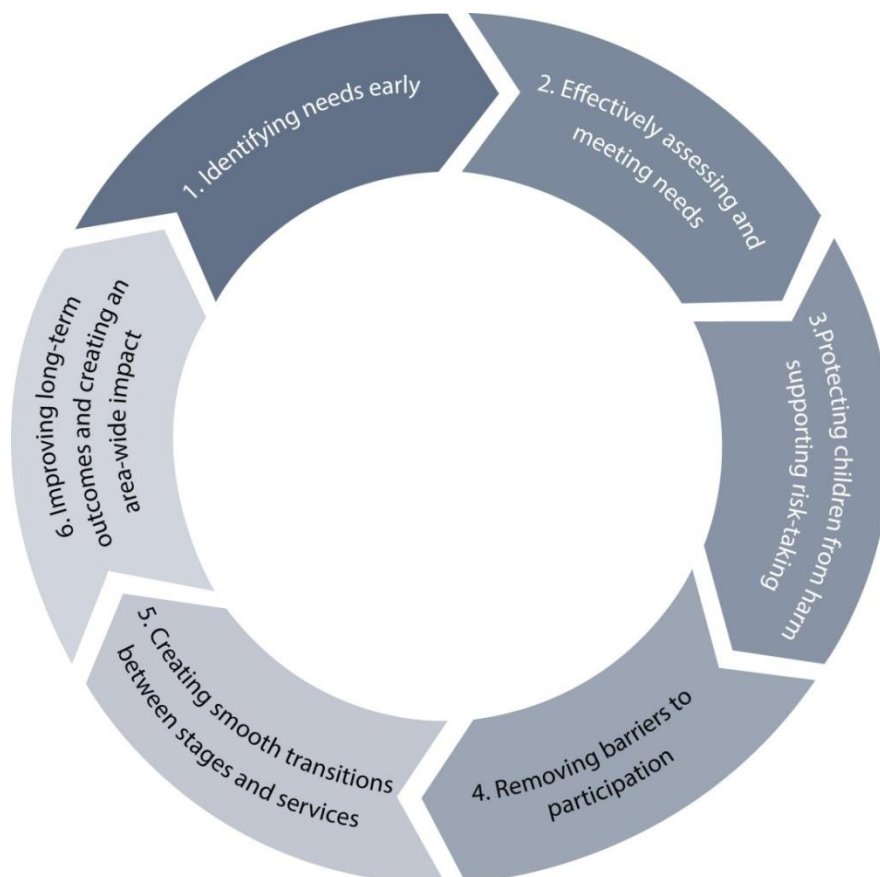 1. Identifying needs early
2. Effectively assessing and
meeting needs
3.Protecting children from harm
supporting risk-taking
4. Removing barriers to
participation
5. Creating smooth transitions
between stages and services
6. Improving long-term
outcomes and creating an
area-wide impact